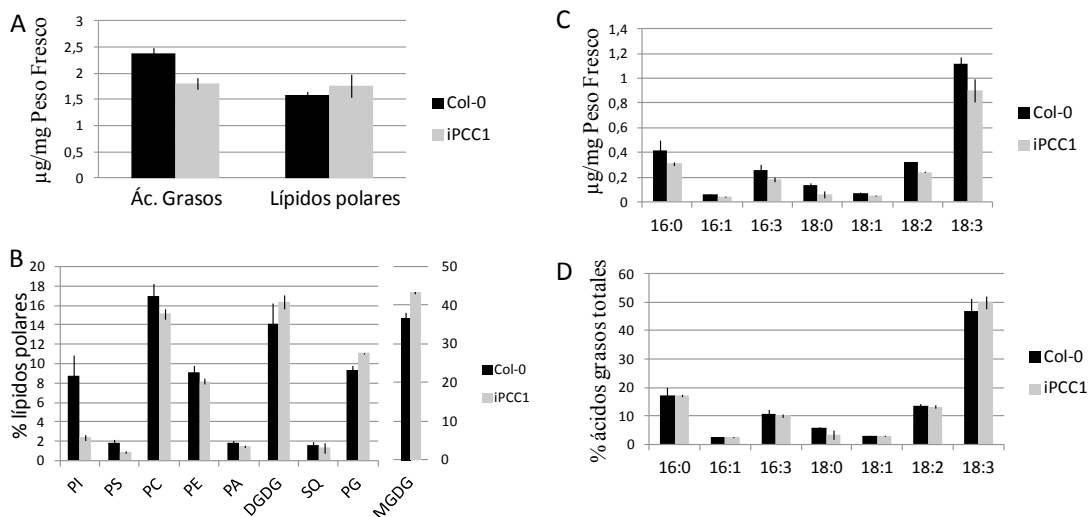 A
µg/mg Peso Fresco
3
2,5
2
1,5
1
0,5
0
Ác. Grasos
Lípidos polares
Col-0
iPCC1
B
% lípidos polares
20
18
16
14
12
10
8
6
4
2
0
50
40
30
20
10
0
PI
PS
PC
PE
PA
DGDG
SQ
PG
MGDG
Col-0
iPCC1
C
µg/mg Peso Fresco
1,4
1,2
1
0,8
0,6
0,4
0,2
0
16:0 16:1 16:3 18:0 18:1 18:2 18:3
Col-0
iPCC1
D
% ácidos grasos totales
60
50
40
30
20
10
0
16:0 16:1 16:3 18:0 18:1 18:2 18:3
Col-0
iPCC1